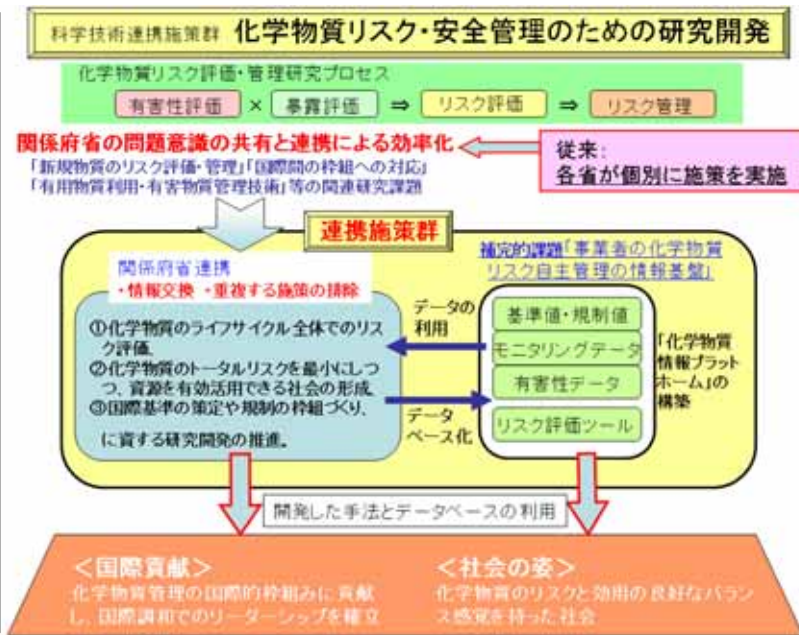 科学技術連携施策群 化学物質リスク・安全管理のための研究開発
化学物質リスク評価・管理研究プロセス
有害性評価 × 暴露評価 ⇒ リスク評価 ⇒ リスク管理
関係府省の問題意識の共有と連携による効率化
「新規物質のリスク評価・管理」「国際間の枠組への対応」
「有用物質利用・有害物質管理技術」等の関連研究課題
従来:
各省が個別に施策を実施
連携施策群
関係府省連携
・情報交換 ・重複する施策の排除
①化学物質のライフサイクル全体でのリス
ク評価、
②化学物質のトータルリスクを最小にしつ
つ、資源を有効活用できる社会の形成、
③国際基準の策定や規制の枠組づくり、
に資する研究開発の推進。
データの
利用
データ
ベース化
補完的課題「事業者の化学物質
リスク自主管理の情報基盤」
基準値・規制値
モニタリングデータ
有害性データ
リスク評価ツール
「化学物質
情報プラット
ホーム」の
構築
開発した手法とデータベースの利用
＜国際貢献＞
化学物質管理の国際的枠組みに貢献
し、国際調和でのリーダーシップを確立
＜社会の姿＞
化学物質のリスクと効用の良好なバラン
ス感覚を持った社会